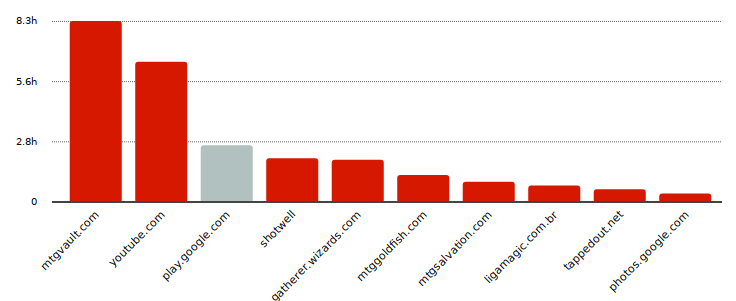 8.3h
5.6h
2.8h
0
mtgvault.com
youtube.com
play.google.com
shotwell
gatherer.wizards.com
mtggoldfish.com
mtgsalvation.com
ligamagic.com.br
tappedout.net
photos.google.com